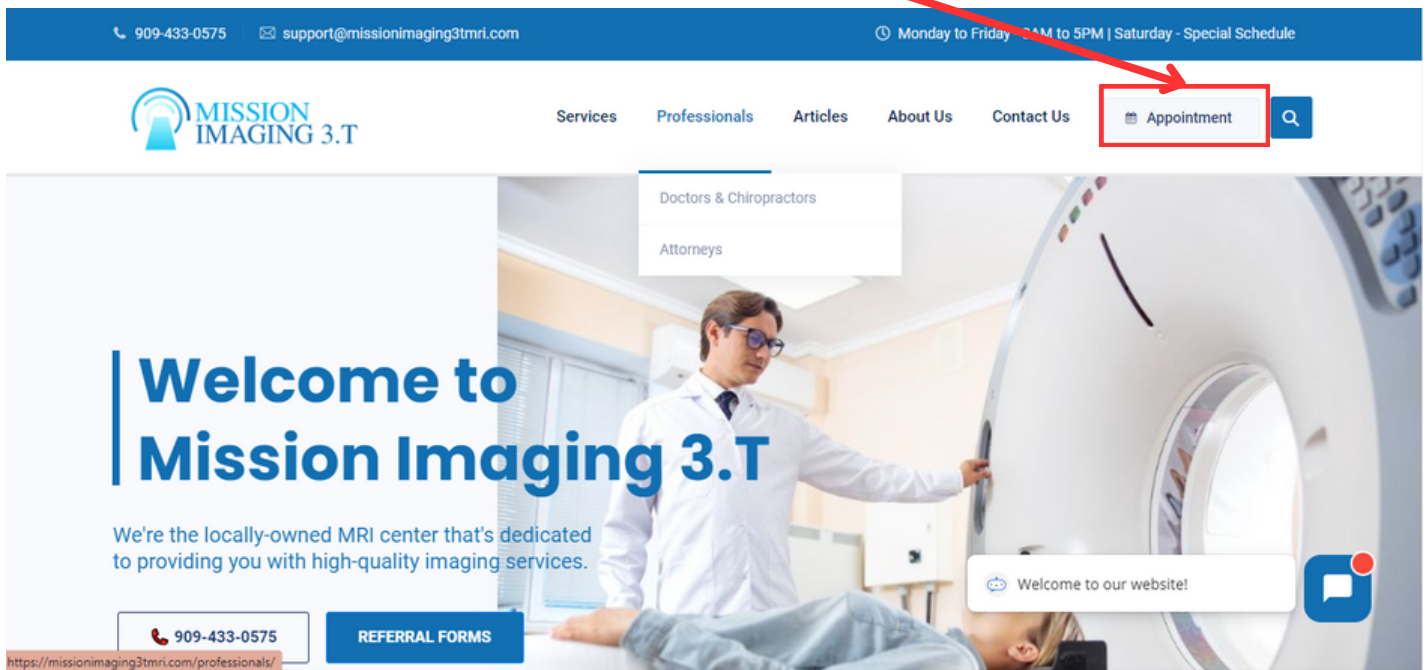 909-433-0575 support@missionimaging3tmri.com Monday to Friday - 8AM to 5PM | Saturday - Special Schedule
MISSION
IMAGING 3.T
Services Professionals Articles About Us Contact Us Appointment
Doctors & Chiropractors
Attorneys
Welcome to
Mission Imaging 3.T
We're the locally-owned MRI center that's dedicated
to providing you with high-quality imaging services.
Welcome to our website!
909-433-0575 REFERRAL FORMS
https://missionimaging3tmri.com/professionals/